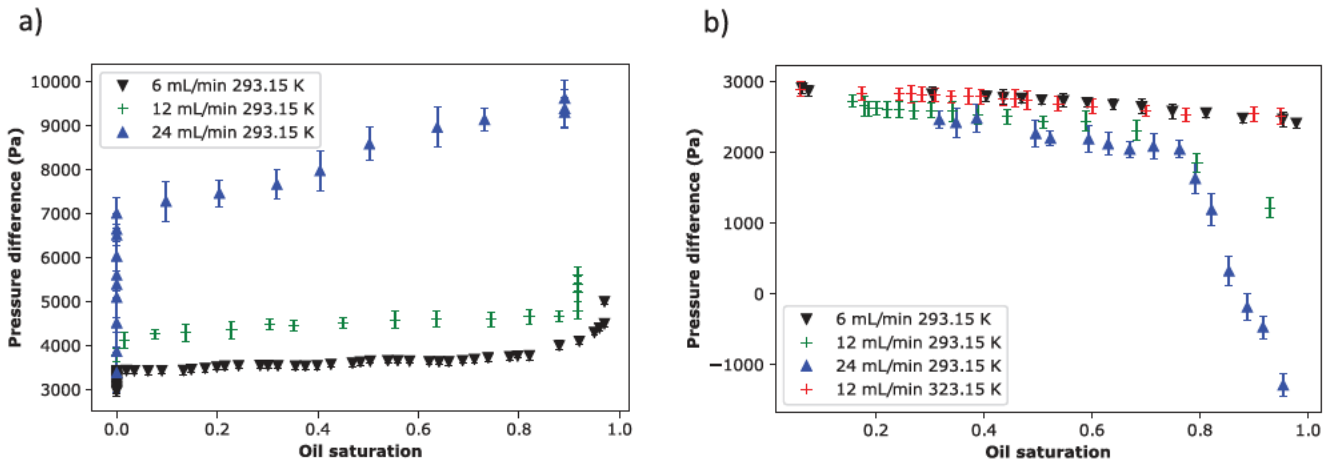 a)
Pressure difference (Pa)
10000
9000
8000
7000
6000
5000
4000
3000
6 mL/min 293.15 K
12 mL/min 293.15 K
24 mL/min 293.15 K
0.0 0.2 0.4 0.6 0.8 1.0
Oil saturation
b)
Pressure difference (Pa)
3000
2000
1000
0
−1000
6 mL/min 293.15 K
12 mL/min 293.15 K
24 mL/min 293.15 K
12 mL/min 323.15 K
0.2 0.4 0.6 0.8 1.0
Oil saturation